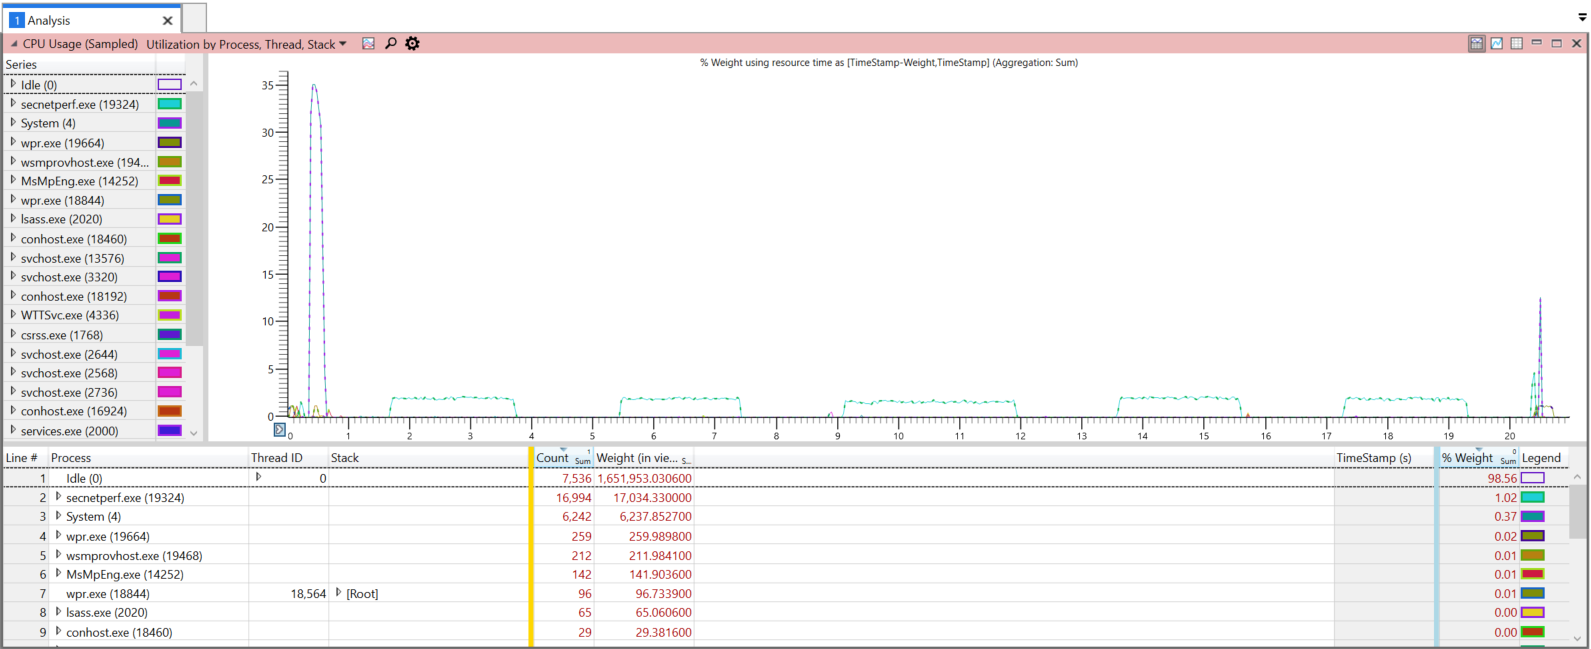 1 Analysis
CPU Usage (Sampled) Utilization by Process, Thread, Stack
Series
% Weight using resource time as [TimeStamp-Weight,TimeStamp] (Aggregation: Sum)
Idle (0)
secnetperf.exe (19324)
System (4)
wpr.exe (19664)
wsmprovhost.exe (194...
MsMpEng.exe (14252)
wpr.exe (18844)
lsass.exe (2020)
conhost.exe (18460)
svchost.exe (13576)
svchost.exe (3320)
conhost.exe (18192)
WTTSvc.exe (4336)
csrss.exe (1768)
svchost.exe (2644)
svchost.exe (2568)
svchost.exe (2736)
conhost.exe (16924)
services.exe (2000)
35
30
25
20
15
10
5
0
0 1 2 3 4 5 6 7 8 9 10 11 12 13 14 15 16 17 18 19 20
Line # Process Thread ID Stack Count 1 Sum Weight (in vie... S... TimeStamp (s) % Weight 0 Sum Legend
1 Idle (0) 0 7,536 1,651,953.030600 98.56
2 secnetperf.exe (19324) 16,994 17,034.330000 1.02
3 System (4) 6,242 6,237.852700 0.37
4 wpr.exe (19664) 259 259.989800 0.02
5 wsmprovhost.exe (19468) 212 211.984100 0.01
6 MsMpEng.exe (14252) 142 141.903600 0.01
7 wpr.exe (18844) 18,564 [Root] 96 96.733900 0.01
8 lsass.exe (2020) 65 65.060600 0.00
9 conhost.exe (18460) 29 29.381600 0.00